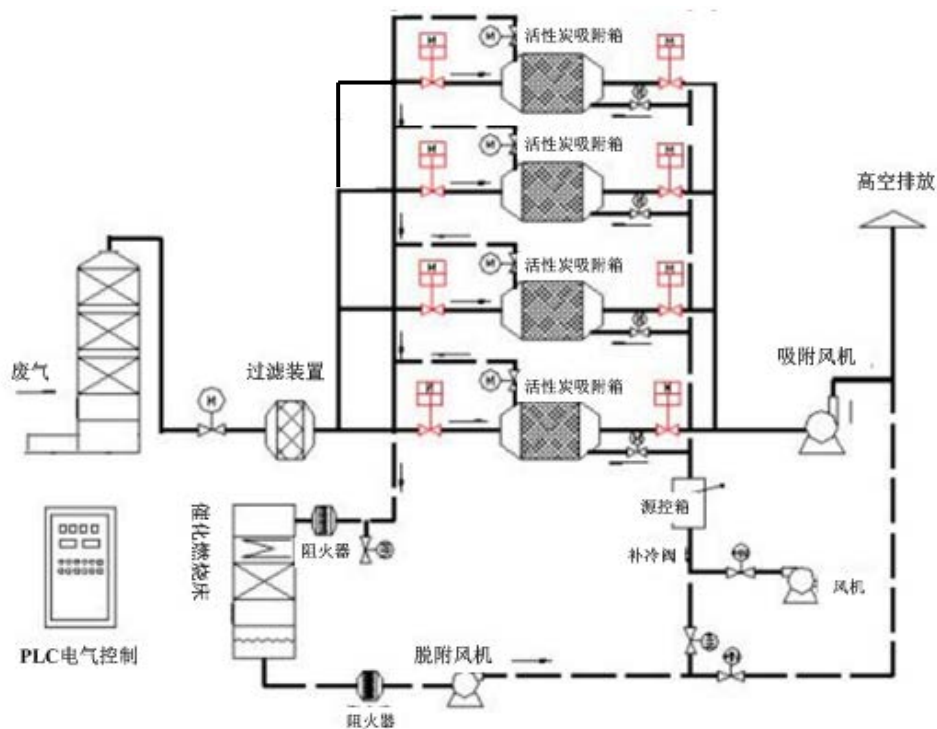 活性炭吸附箱
活性炭吸附箱
高空排放
活性炭吸附箱
吸附风机
废气
过滤装置
活性炭吸附箱
M
源控箱
催化燃烧床
阻火器
补冷阀
风机
PLC电气控制
脱附风机
阻火器